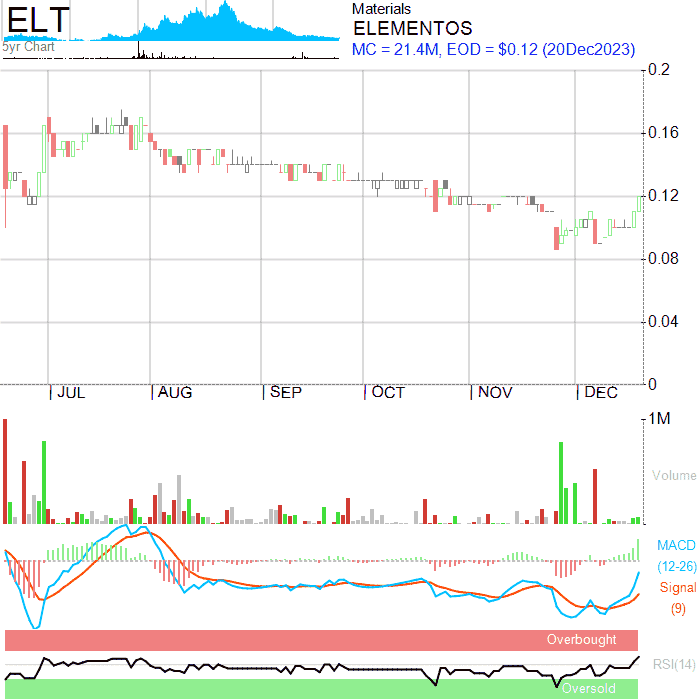 ELT
5yr Chart
Materials
ELEMENTOS
MC = 21.4M, EOD = $0.12 (20Dec2023)
0.2
0.16
0.12
0.08
0.04
0
JUL AUG SEP OCT NOV DEC
1M
Volume
MACD
(12-26)
Signal
(9)
Overbought
RSI(14)
Oversold